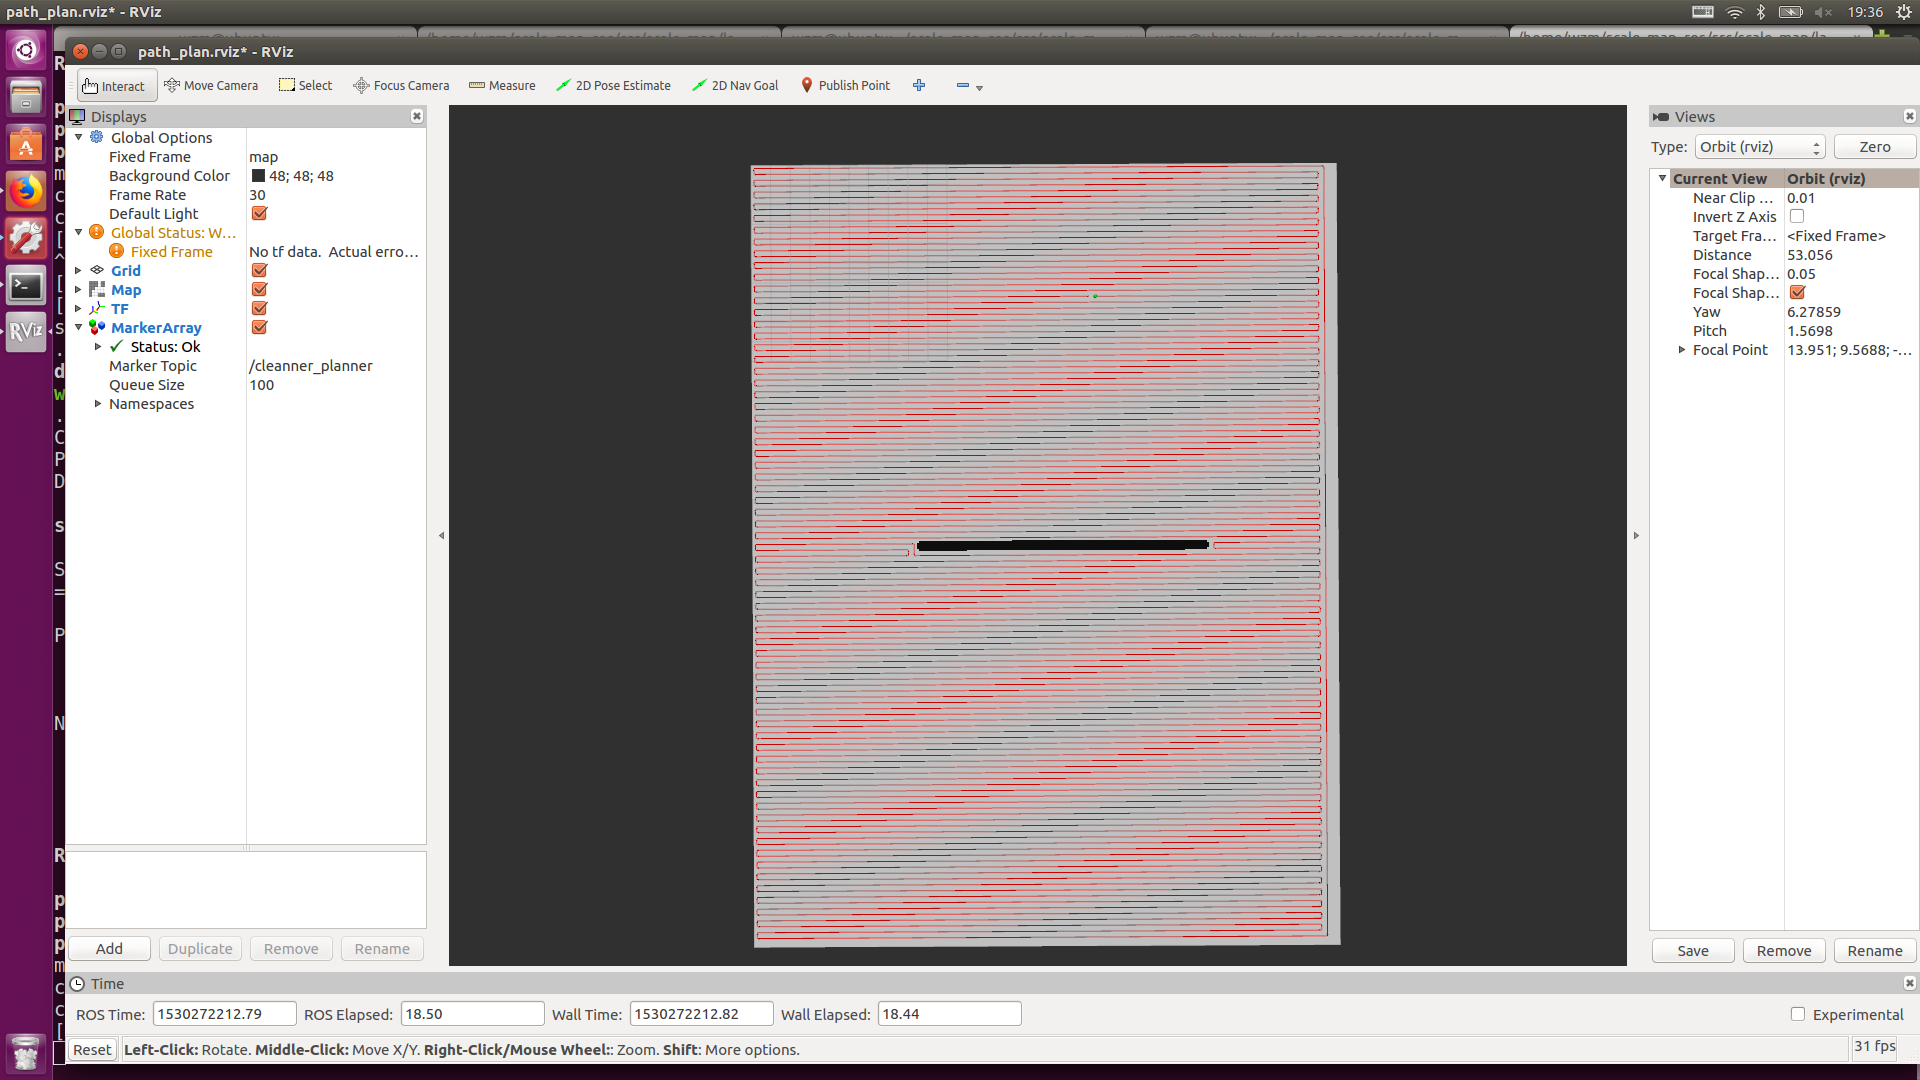 path_plan.rviz* - RViz
19:36
path_plan.rviz* - RViz
Interact Move Camera Select Focus Camera Measure 2D Pose Estimate 2D Nav Goal Publish Point
Displays
Global Options
Fixed Frame map
Background Color 48; 48; 48
Frame Rate 30
Default Light
Global Status: W...
Fixed Frame No tf data. Actual erro...
Grid
Map
TF
MarkerArray
Status: Ok
Marker Topic /cleanner_planner
Queue Size 100
Namespaces
Add Duplicate Remove Rename
Views
Type: Orbit (rviz) Zero
Current View Orbit (rviz)
Near Clip ... 0.01
Invert Z Axis
Target Fra... <Fixed Frame>
Distance 53.056
Focal Shap... 0.05
Focal Shap...
Yaw 6.27859
Pitch 1.5698
Focal Point 13.951; 9.5688; -...
Save Remove Rename
Time
ROS Time: 1530272212.79 ROS Elapsed: 18.50 Wall Time: 1530272212.82 Wall Elapsed: 18.44 Experimental
Reset Left-Click: Rotate. Middle-Click: Move X/Y. Right-Click/Mouse Wheel:: Zoom. Shift: More options. 31 fps
RViz